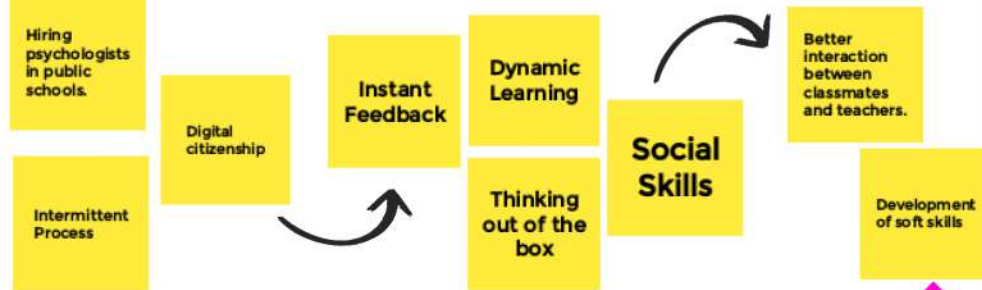 Hiring
psychologists
in public
schools.
Intermittent
Process
Digital
citizenship
Instant
Feedback
Dynamic
Learning
Thinking
out of the
box
Social
Skills
Better
interaction
between
classmates
and teachers.
Development
of soft skills